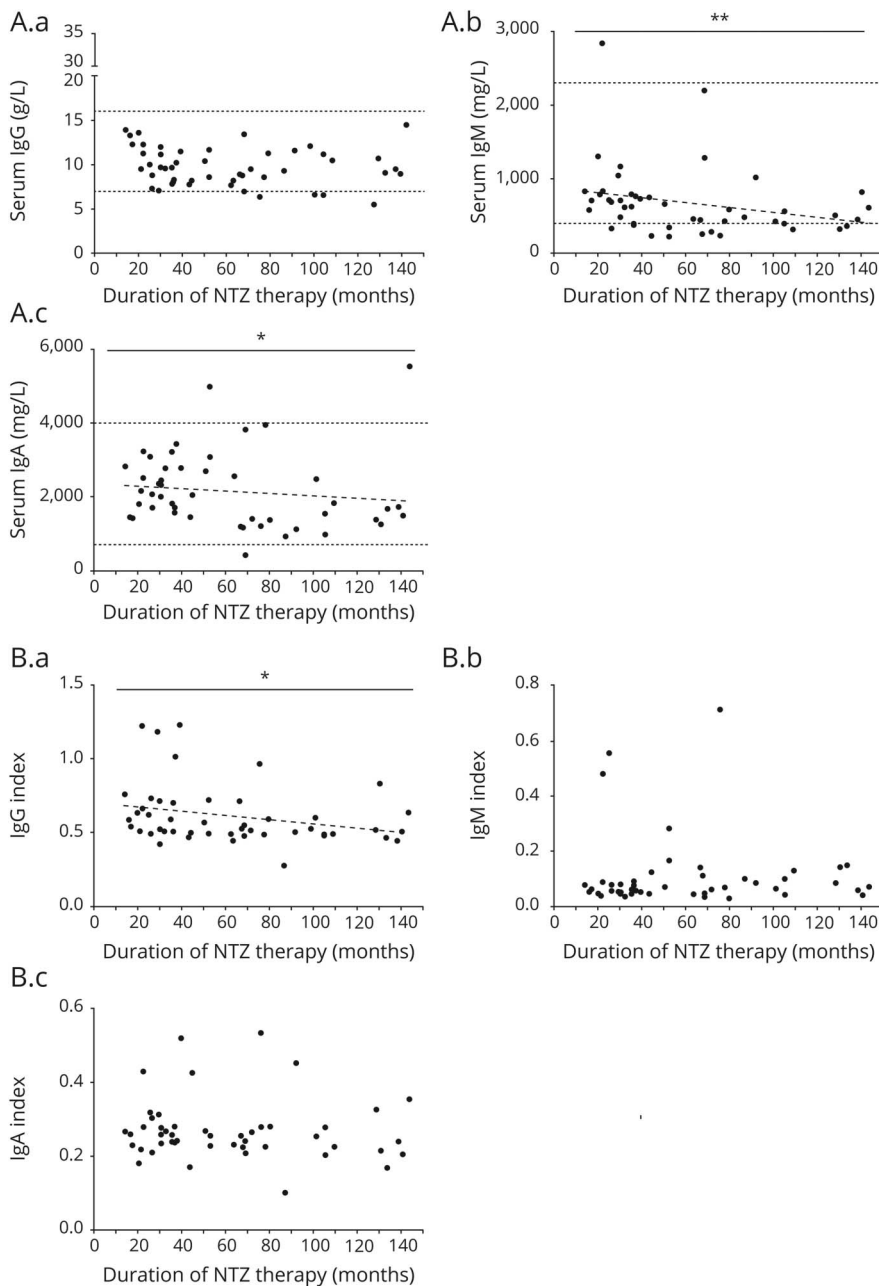 A.a
Serum IgG (g/L)
35
30
20
15
10
5
0
0 20 40 60 80 100 120 140
Duration of NTZ therapy (months)
A.b
**
Serum IgM (mg/L)
3,000
2,000
1,000
0
0 20 40 60 80 100 120 140
Duration of NTZ therapy (months)
A.c
*
Serum IgA (mg/L)
6,000
4,000
2,000
0
0 20 40 60 80 100 120 140
Duration of NTZ therapy (months)
B.a
*
IgG index
1.5
1.0
0.5
0.0
0 20 40 60 80 100 120 140
Duration of NTZ therapy (months)
B.b
IgM index
0.8
0.6
0.4
0.2
0.0
0 20 40 60 80 100 120 140
Duration of NTZ therapy (months)
B.c
IgA index
0.6
0.4
0.2
0.0
0 20 40 60 80 100 120 140
Duration of NTZ therapy (months)